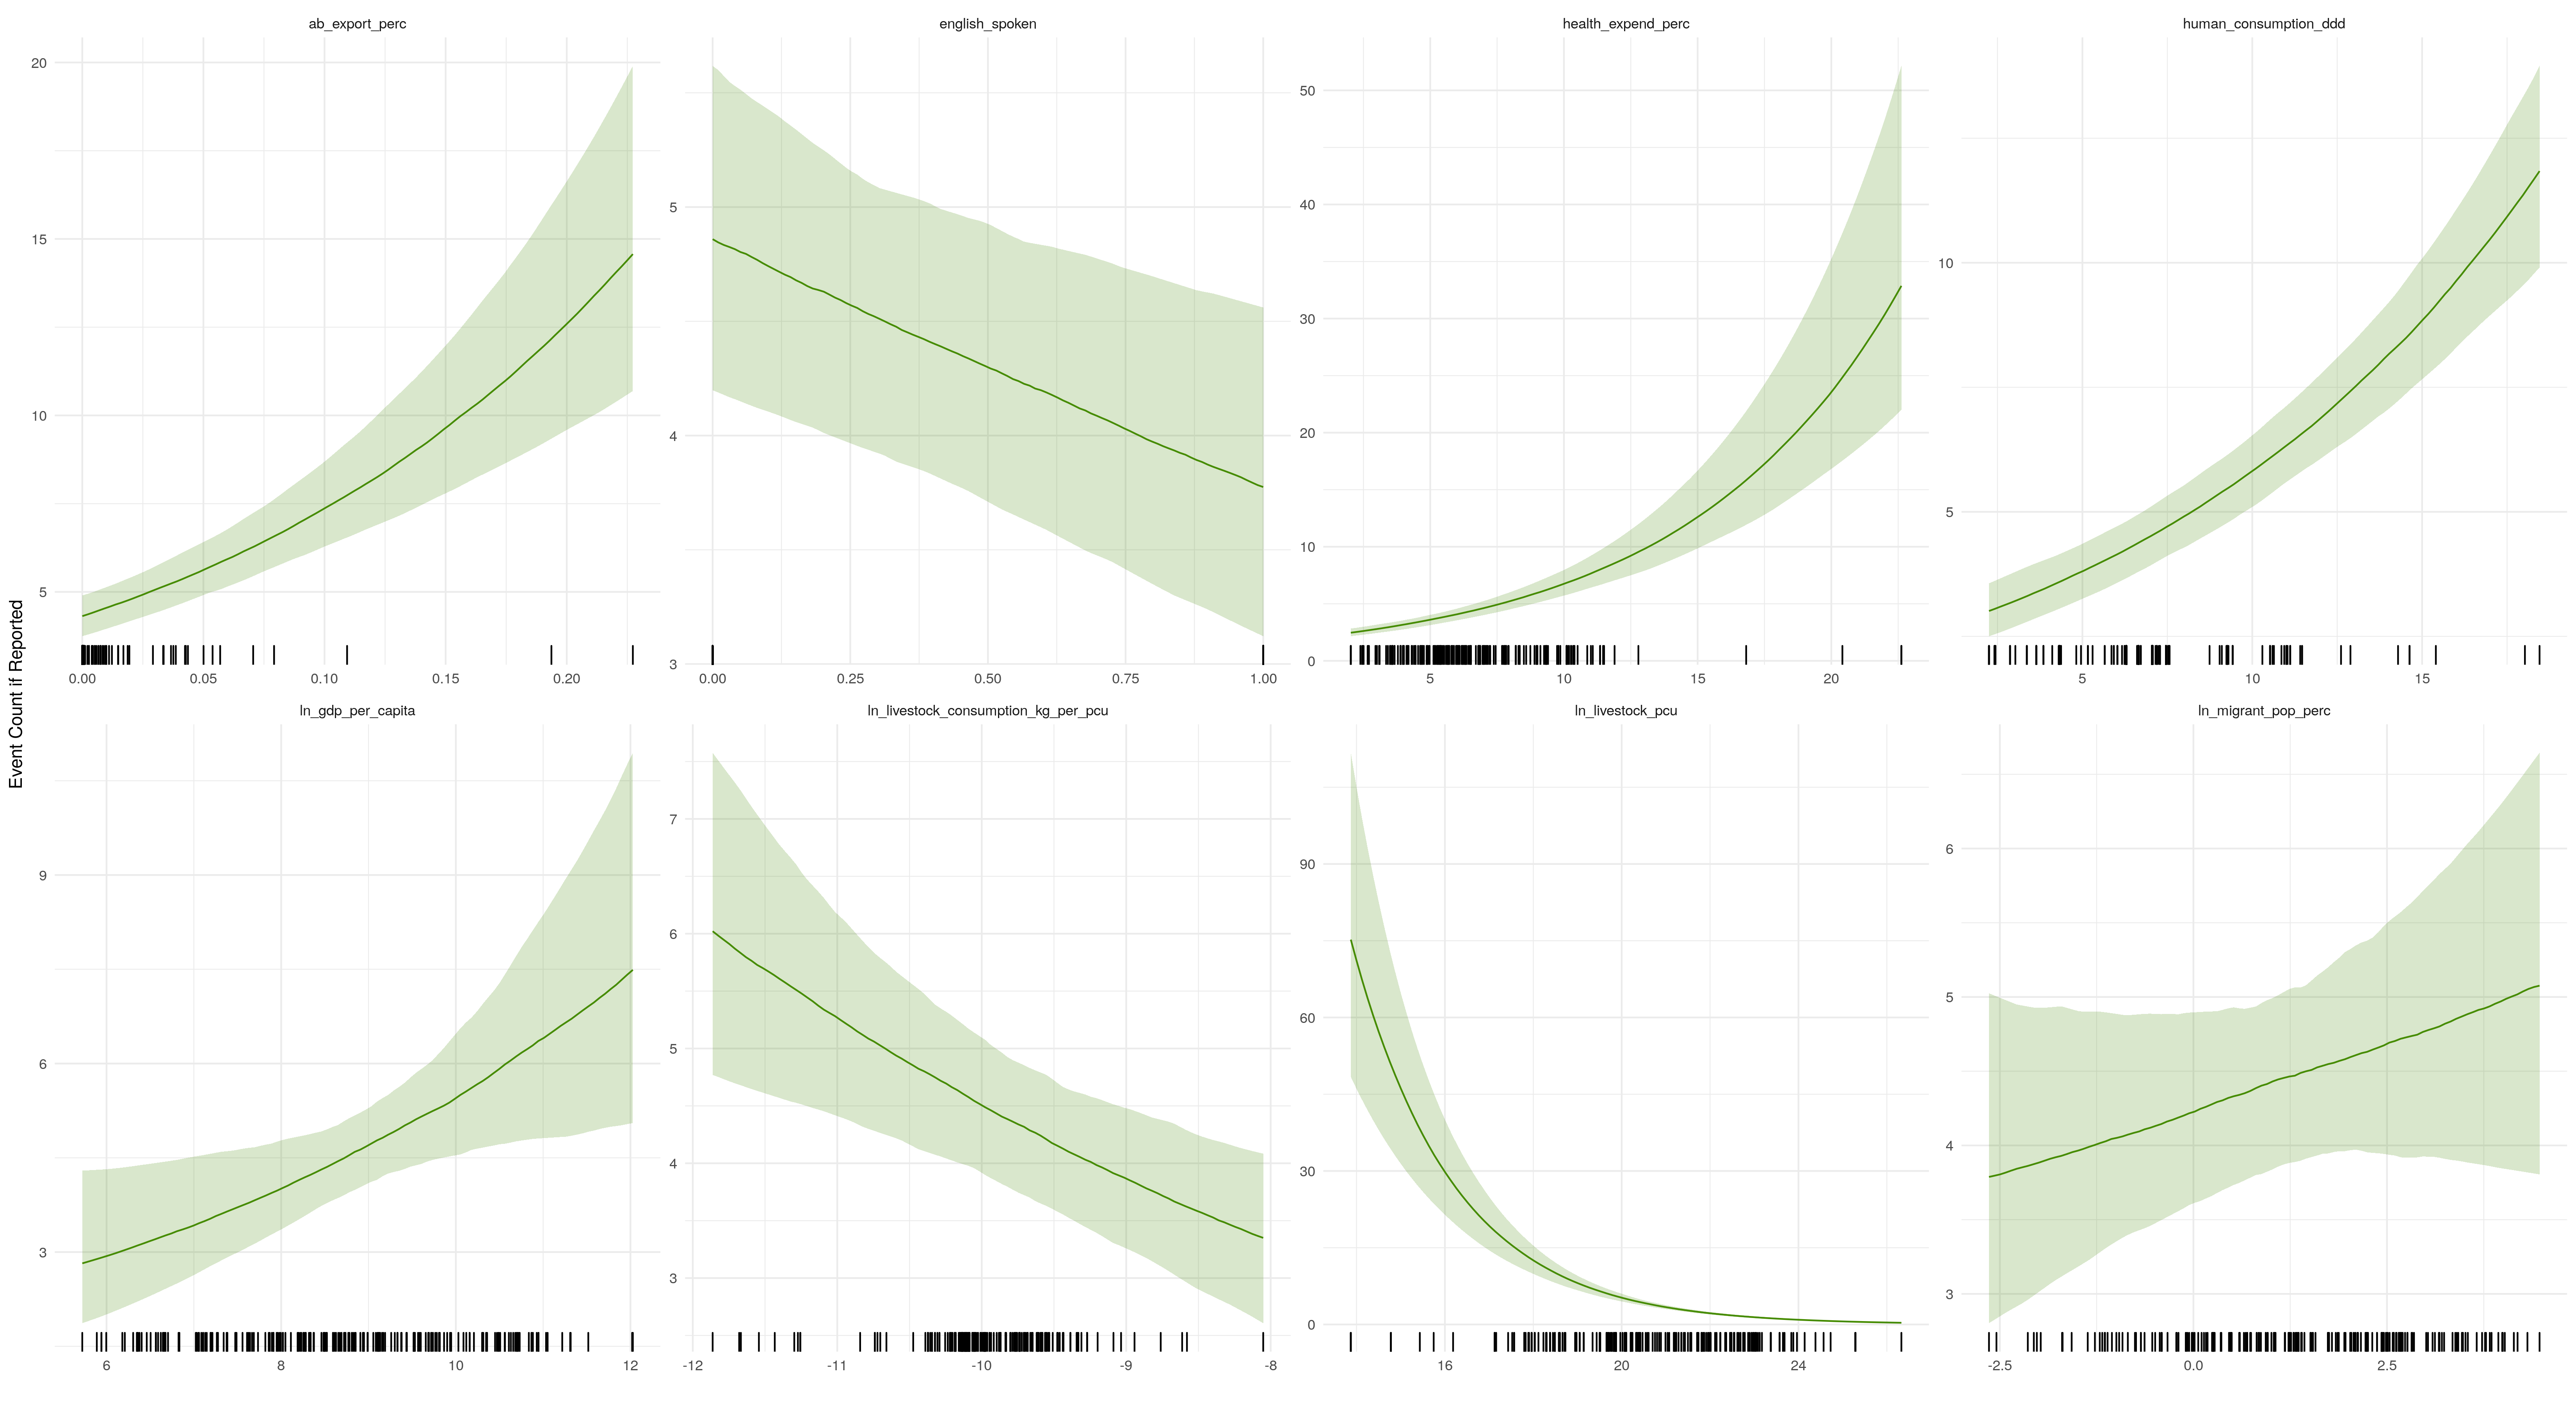 ab_export_perc english_spoken health_expend_perc human_consumption_ddd
20
15
10
5
5
4
3
50
40
30
20
10
0
10
5
0.00 0.05 0.10 0.15 0.20
0.00 0.25 0.50 0.75 1.00
5 10 15 20
5 10 15
Event Count if Reported
ln_gdp_per_capita ln_livestock_consumption_kg_per_pcu ln_livestock_pcu ln_migrant_pop_perc
9
6
3
7
6
5
4
3
90
60
30
0
6
5
4
3
6 8 10 12
-12 -11 -10 -9 -8
16 20 24
-2.5 0.0 2.5